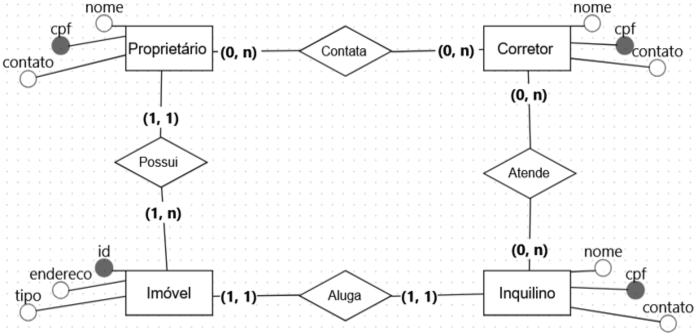 nome
cpf
contato
Proprietário
(0, n)
Contata
(0, n)
Corretor
nome
cpf
contato
(1, 1)
Possui
(1, n)
(0, n)
Atende
(0, n)
id
endereco
tipo
Imóvel
(1, 1)
Aluga
(1, 1)
Inquilino
nome
cpf
contato